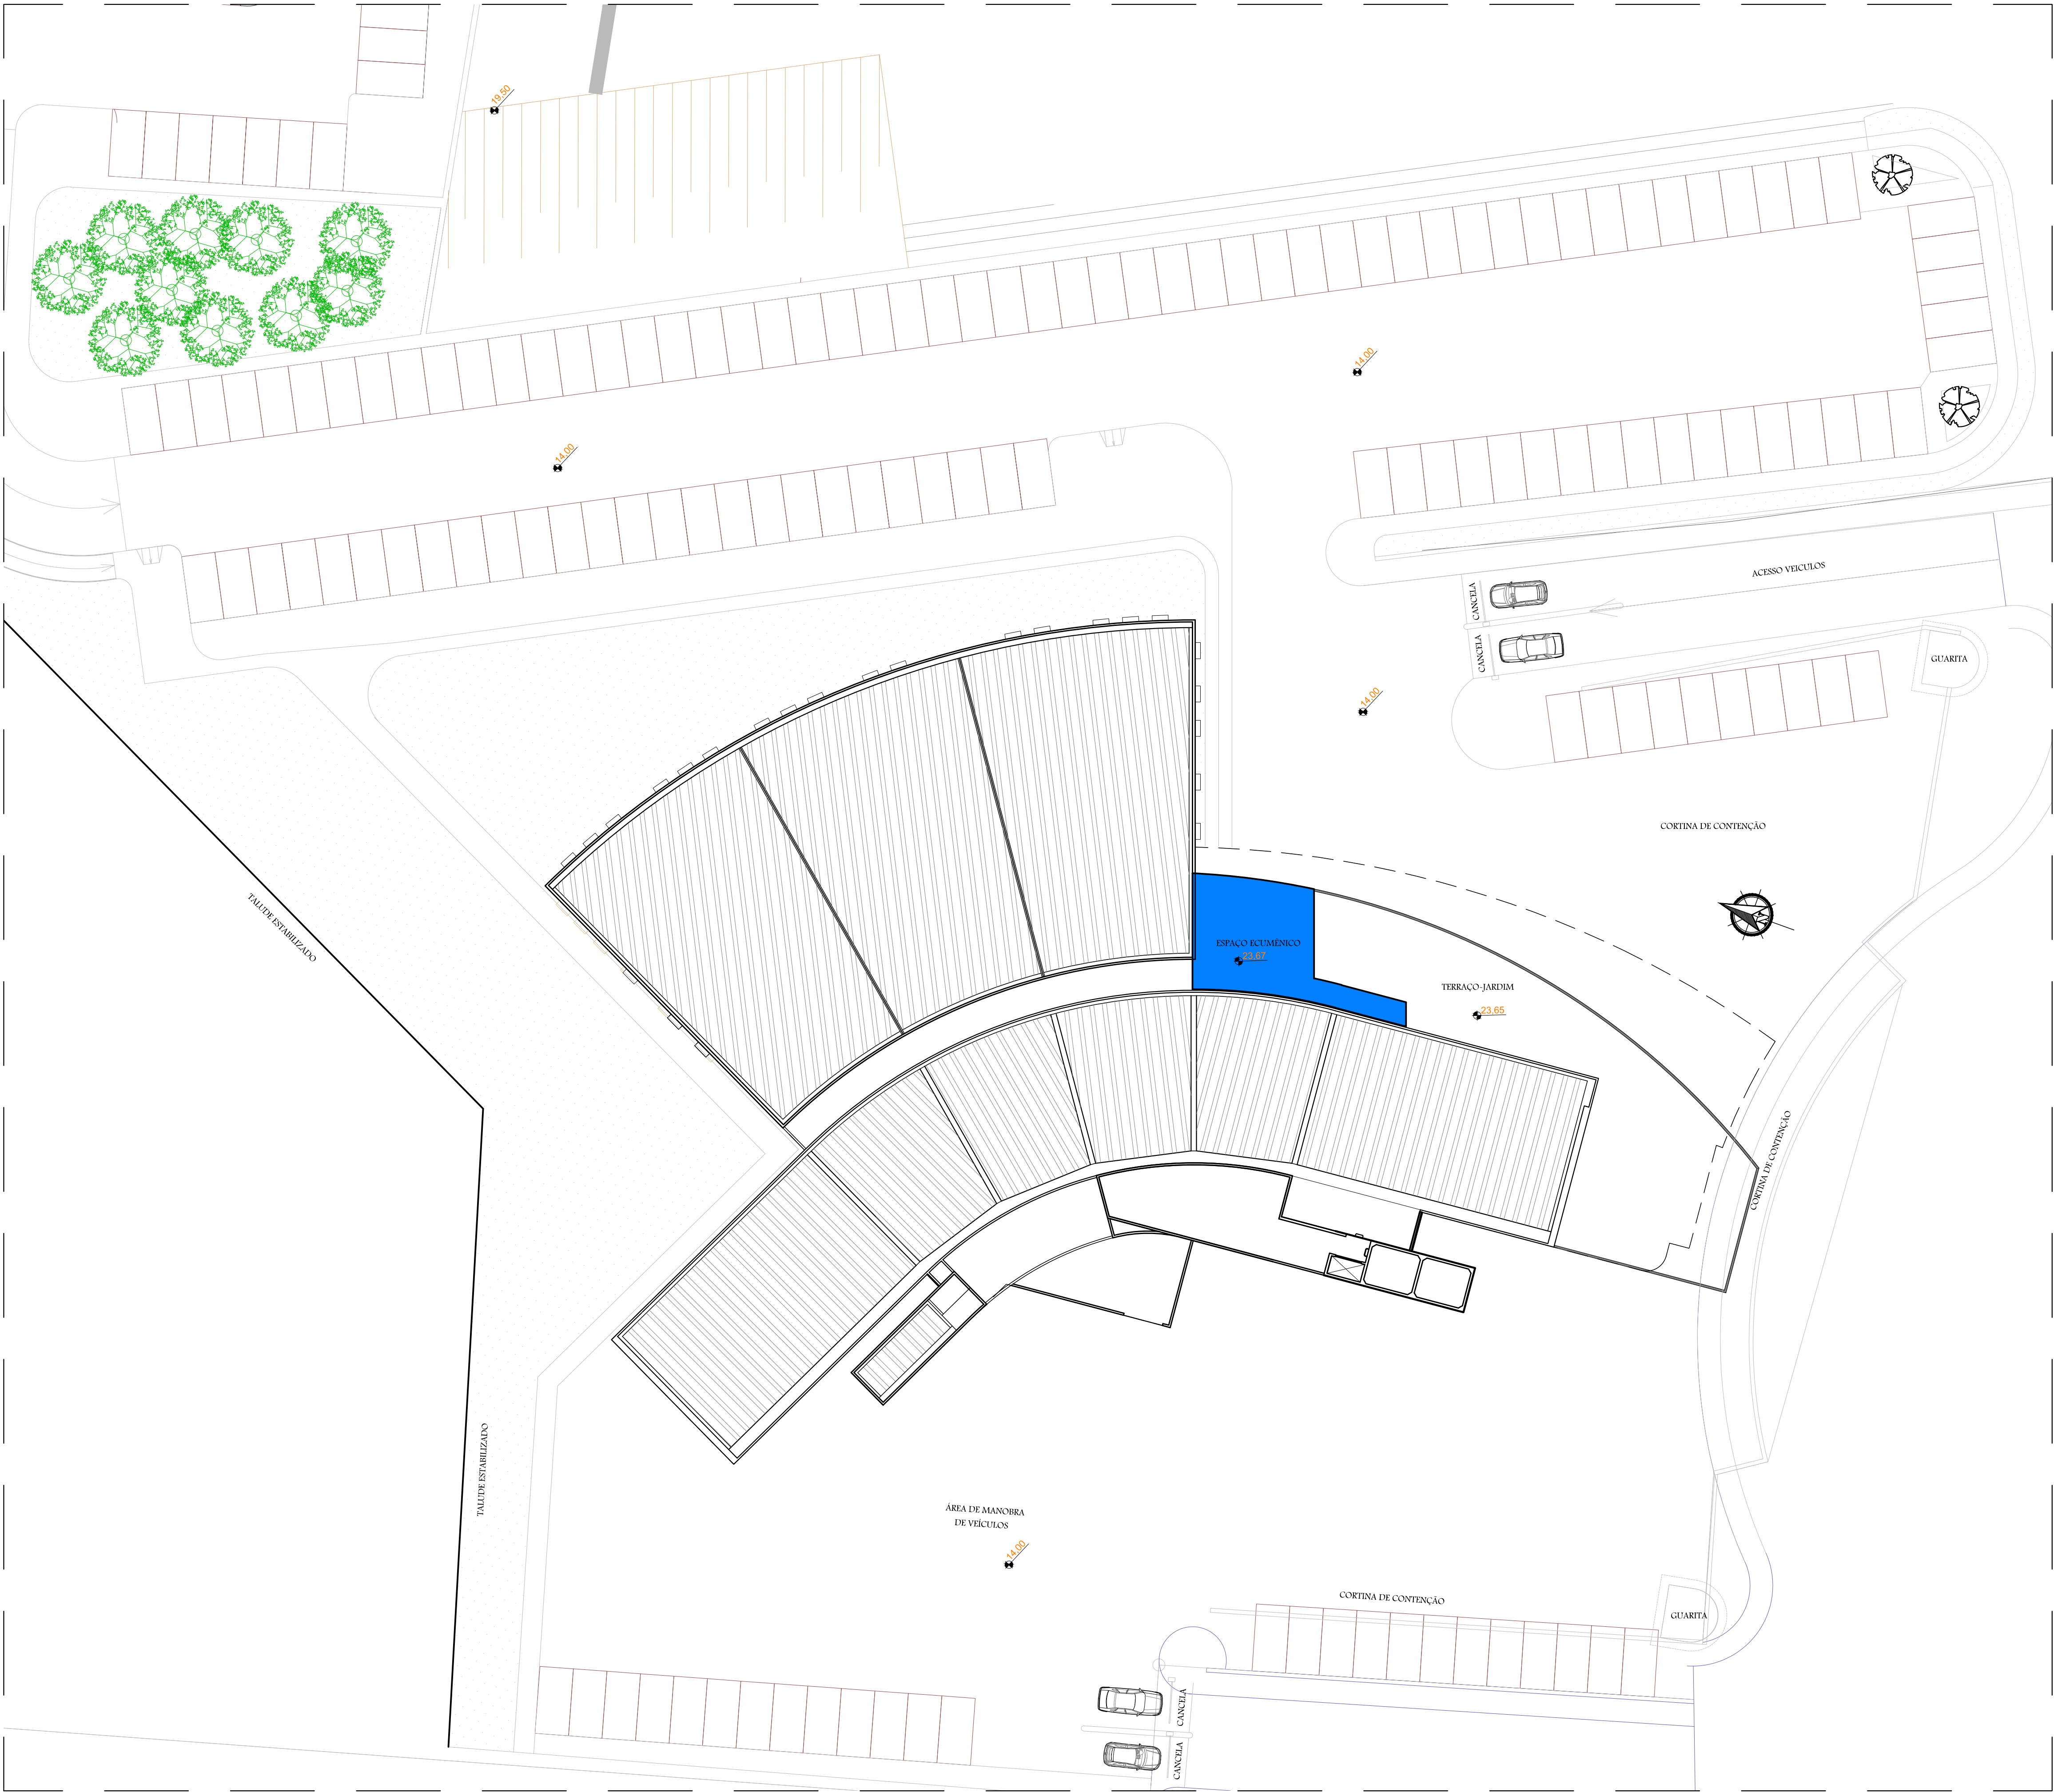 19,50
14,00
14,00
ACESSO VEICULOS
CANCELA
CANCELA
GUARITA
14,00
CORTINA DE CONTENÇÃO
TALUDE ESTABILIZADO
ESPAÇO ECUMÊNICO
23,67
TERRAÇO-JARDIM
23,65
CORTINA DE CONTENÇÃO
TALUDE ESTABILIZADO
ÁREA DE MANOBRA
DE VEÍCULOS
14,00
CORTINA DE CONTENÇÃO
GUARITA
CANCELA
CANCELA